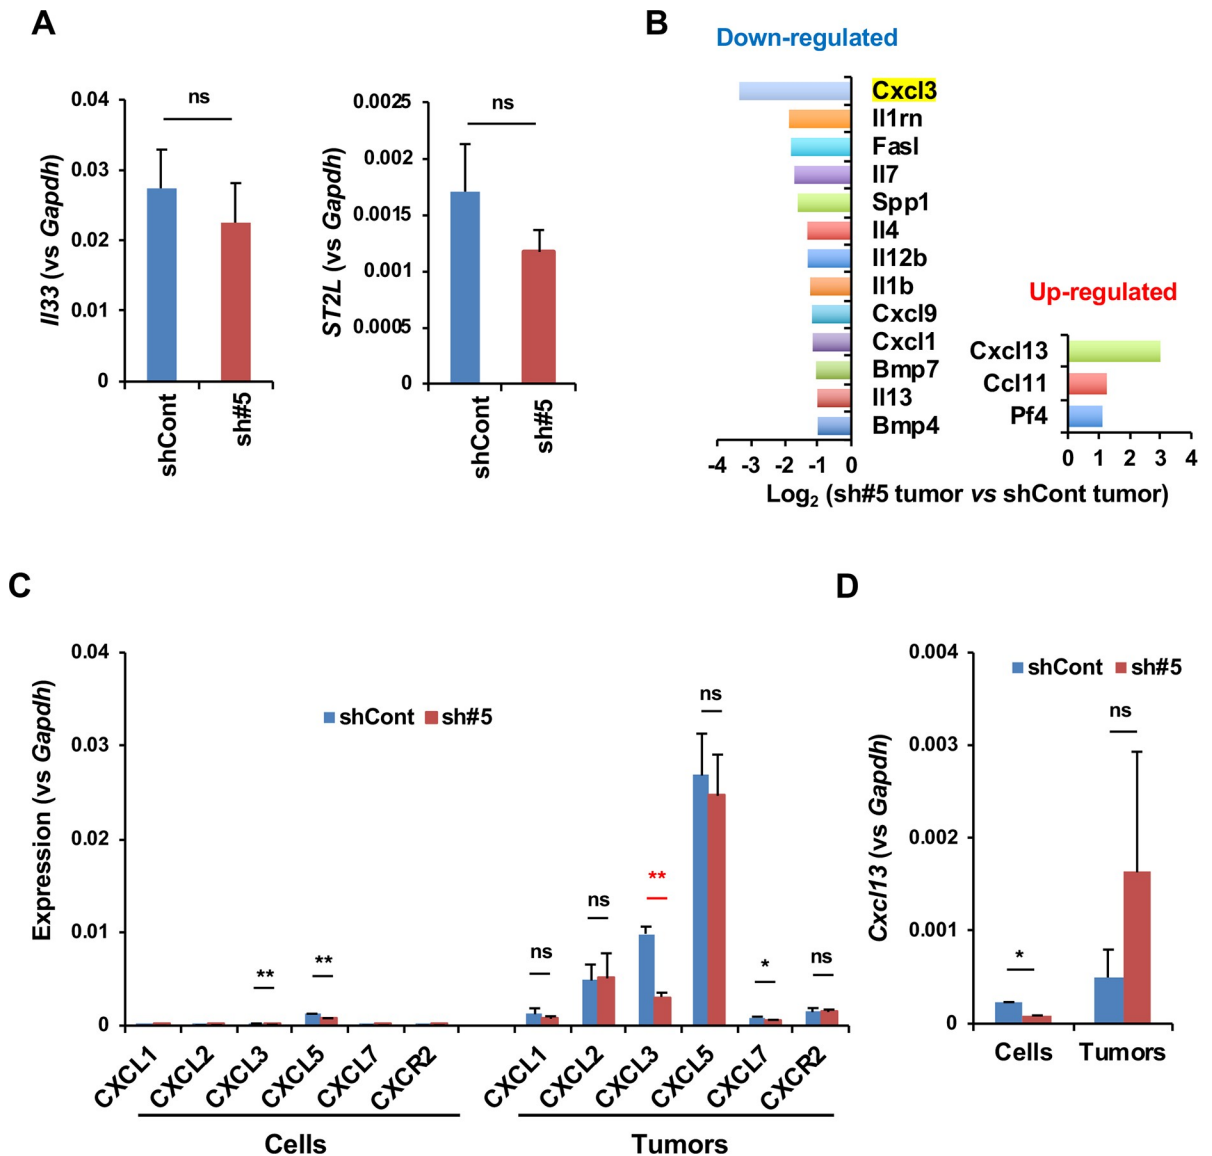 A
Il33 (vs Gapdh)
0.04
0.03
0.02
0.01
0
ns
shCont
sh#5
ST2L (vs Gapdh)
0.0025
0.002
0.0015
0.001
0.0005
0
ns
shCont
sh#5
B
Down-regulated
Cxcl3
Il1rn
Fasl
Il7
Spp1
Il4
Il12b
Il1b
Cxcl9
Cxcl1
Bmp7
Il13
Bmp4
-4 -3 -2 -1 0
Up-regulated
Cxcl13
Ccl11
Pf4
0 1 2 3 4
Log2 (sh#5 tumor vs shCont tumor)
C
Expression (vs Gapdh)
0.04
0.03
0.02
0.01
0
shCont sh#5
** **
ns ns ** ns * ns
CXCL1 CXCL2 CXCL3 CXCL5 CXCL7 CXCR2
CXCL1 CXCL2 CXCL3 CXCL5 CXCL7 CXCR2
Cells Tumors
D
Cxcl13 (vs Gapdh)
0.004
0.003
0.002
0.001
0
shCont sh#5
* ns
Cells Tumors